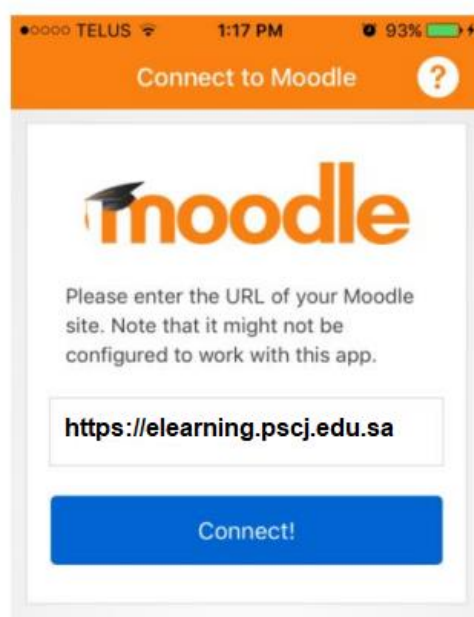 TELUS 1:17 PM 93%
Connect to Moodle ?
moodle
Please enter the URL of your Moodle
site. Note that it might not be
configured to work with this app.
https://elearning.pscj.edu.sa
Connect!